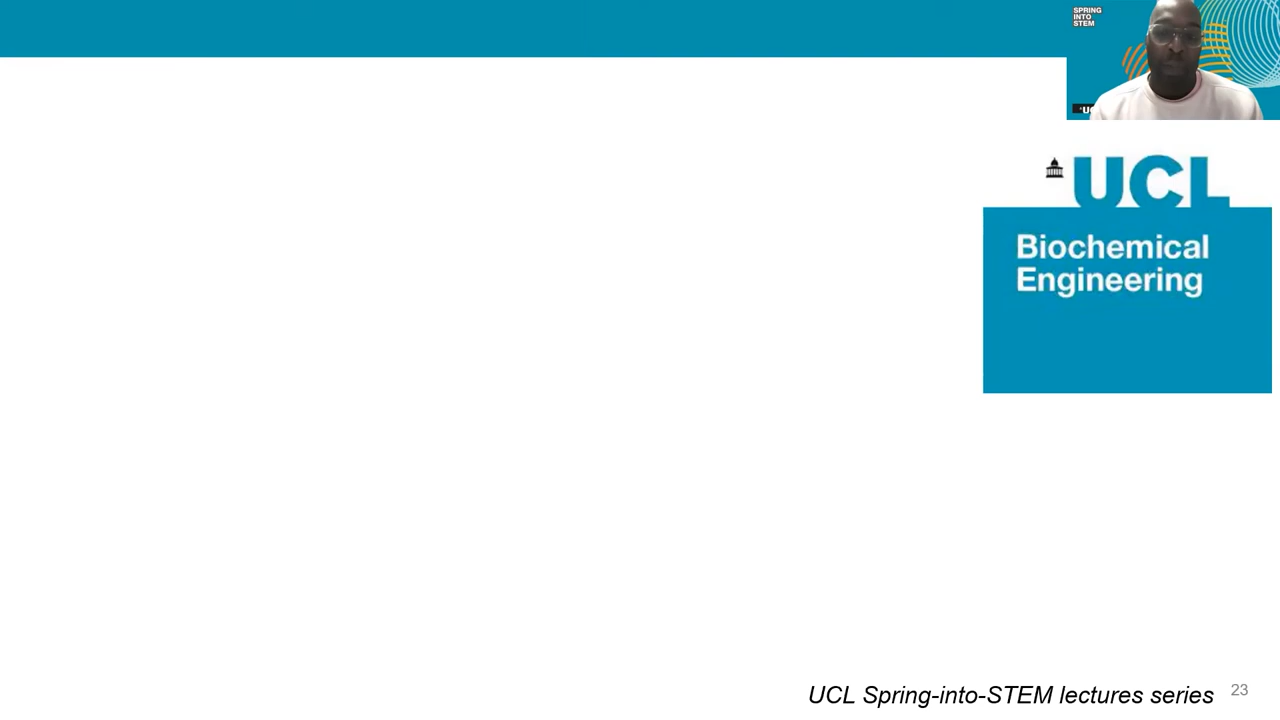 SPRING
INTO
STEM
UCL
Biochemical
Engineering
UCL Spring-into-STEM lectures series
23